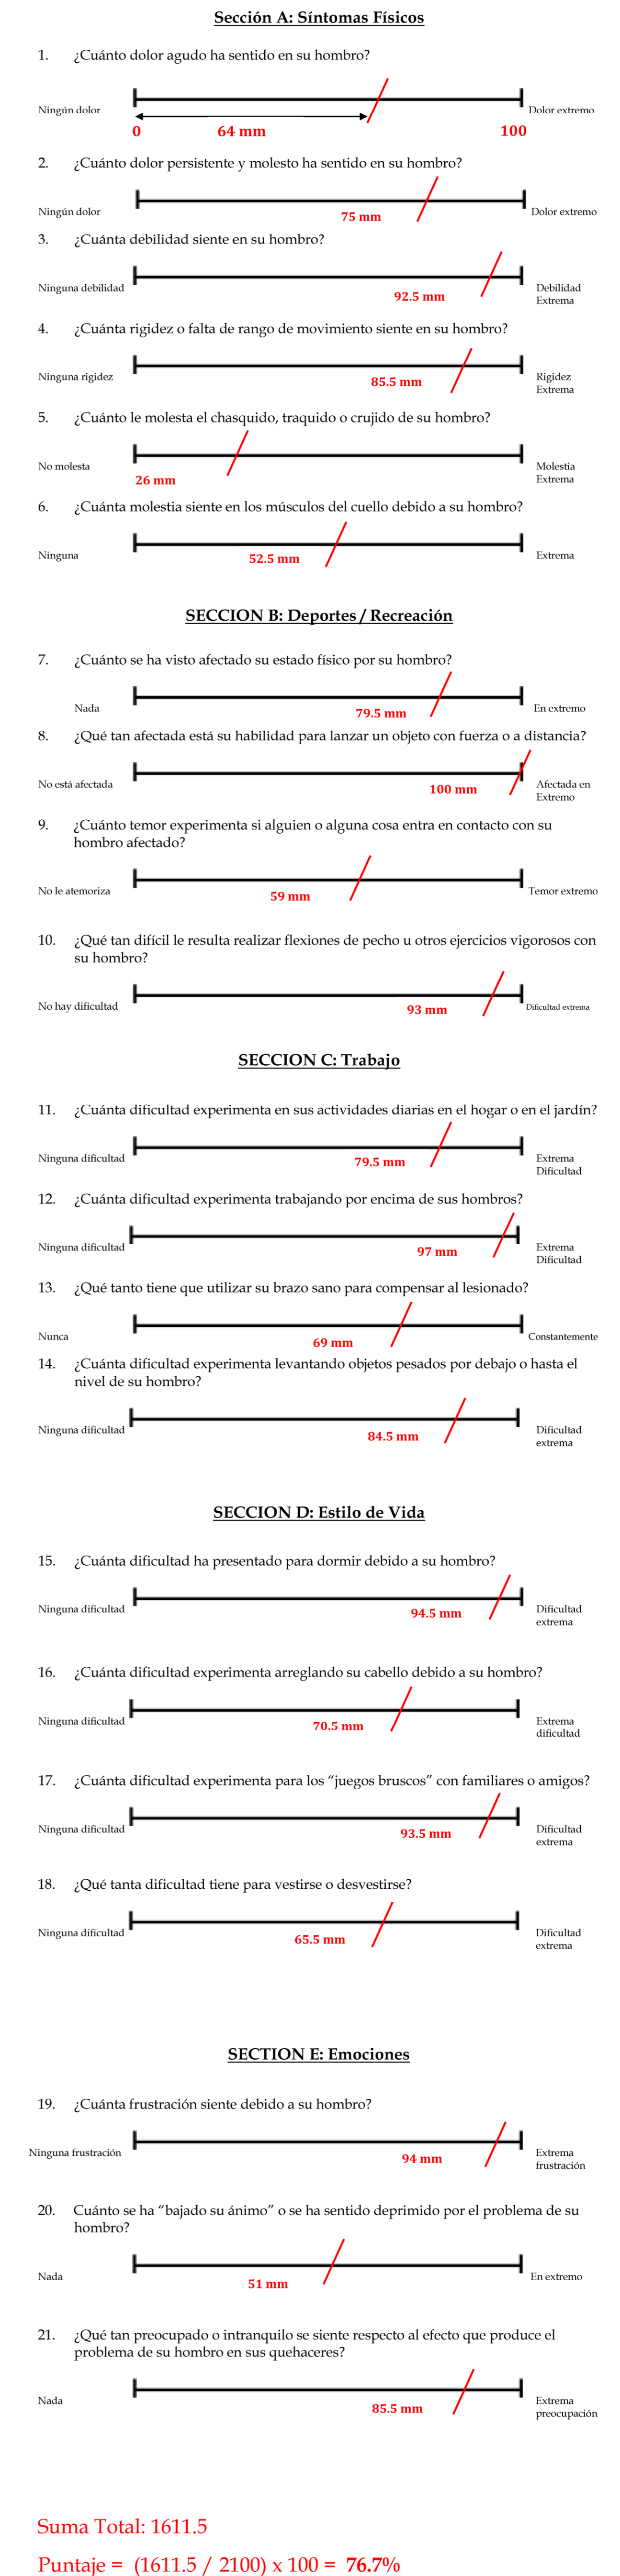 Sección A: Síntomas Físicos
1. ¿Cuánto dolor agudo ha sentido en su hombro?
Ningún dolor
Dolor extremo
0
64 mm
100
2. ¿Cuánto dolor persistente y molesto ha sentido en su hombro?
Ningún dolor
75 mm
Dolor extremo
3. ¿Cuánta debilidad siente en su hombro?
Ninguna debilidad
92.5 mm
Debilidad
Extrema
4. ¿Cuánta rigidez o falta de rango de movimiento siente en su hombro?
Ninguna rigidez
85.5 mm
Rigidez
Extrema
5. ¿Cuánto le molesta el chasquido, traquido o crujido de su hombro?
No molesta
26 mm
Molestia
Extrema
6. ¿Cuánta molestia siente en los músculos del cuello debido a su hombro?
Ninguna
52.5 mm
Extrema
SECCION B: Deportes / Recreación
7. ¿Cuánto se ha visto afectado su estado físico por su hombro?
Nada
79.5 mm
En extremo
8. ¿Qué tan afectada está su habilidad para lanzar un objeto con fuerza o a distancia?
No está afectada
100 mm
Afectada en
Extremo
9. ¿Cuánto temor experimenta si alguien o alguna cosa entra en contacto con su
hombro afectado?
No le atemoriza
59 mm
Temor extremo
10. ¿Qué tan difícil le resulta realizar flexiones de pecho u otros ejercicios vigorosos con
su hombro?
No hay dificultad
93 mm
Dificultad extrema
SECCION C: Trabajo
11. ¿Cuánta dificultad experimenta en sus actividades diarias en el hogar o en el jardín?
Ninguna dificultad
79.5 mm
Extrema
Dificultad
12. ¿Cuánta dificultad experimenta trabajando por encima de sus hombros?
Ninguna dificultad
97 mm
Extrema
Dificultad
13. ¿Qué tanto tiene que utilizar su brazo sano para compensar al lesionado?
Nunca
69 mm
Constantemente
14. ¿Cuánta dificultad experimenta levantando objetos pesados por debajo o hasta el
nivel de su hombro?
Ninguna dificultad
84.5 mm
Dificultad
extrema
SECCION D: Estilo de Vida
15. ¿Cuánta dificultad ha presentado para dormir debido a su hombro?
Ninguna dificultad
94.5 mm
Dificultad
extrema
16. ¿Cuánta dificultad experimenta arreglando su cabello debido a su hombro?
Ninguna dificultad
70.5 mm
Extrema
dificultad
17. ¿Cuánta dificultad experimenta para los “juegos bruscos” con familiares o amigos?
Ninguna dificultad
93.5 mm
Dificultad
extrema
18. ¿Qué tanta dificultad tiene para vestirse o desvestirse?
Ninguna dificultad
65.5 mm
Dificultad
extrema
SECTION E: Emociones
19. ¿Cuánta frustración siente debido a su hombro?
Ninguna frustración
94 mm
Extrema
frustración
20. Cuánto se ha “bajado su ánimo” o se ha sentido deprimido por el problema de su
hombro?
Nada
51 mm
En extremo
21. ¿Qué tan preocupado o intranquilo se siente respecto al efecto que produce el
problema de su hombro en sus quehaceres?
Nada
85.5 mm
Extrema
preocupación
Suma Total: 1611.5
Puntaje = (1611.5 / 2100) x 100 = 76.7%